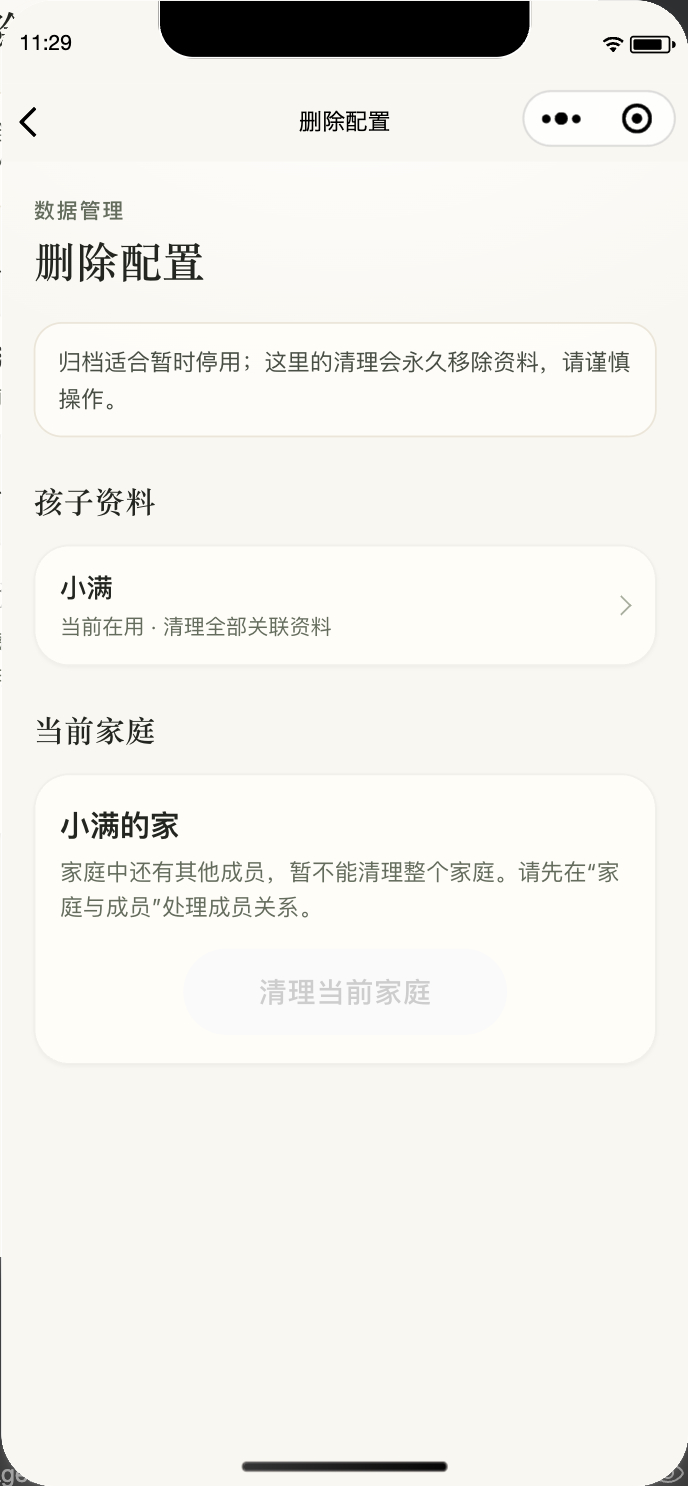 11:29
删除配置
数据管理
删除配置
归档适合暂时停用；这里的清理会永久移除资料，请谨慎
操作。
孩子资料
小满
当前在用 · 清理全部关联资料
当前家庭
小满的家
家庭中还有其他成员，暂不能清理整个家庭。请先在“家
庭与成员”处理成员关系。
清理当前家庭